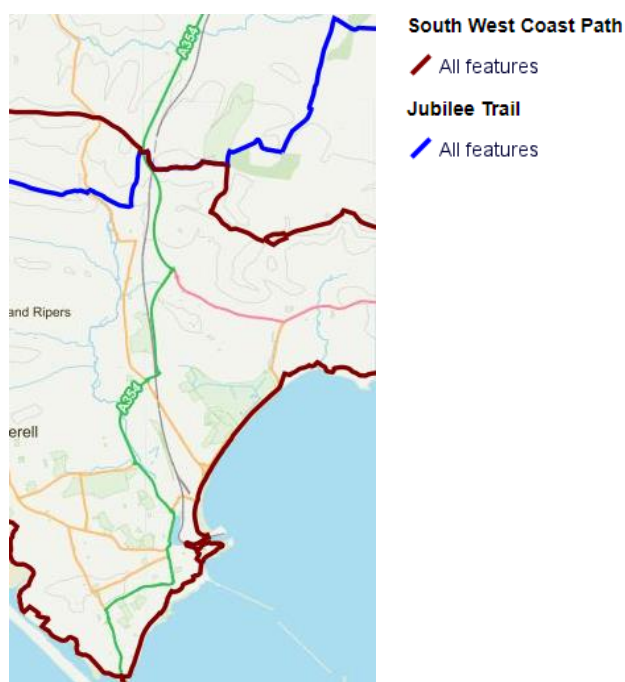 A354
and Ripers
A354
erell
South West Coast Path
All features
Jubilee Trail
All features